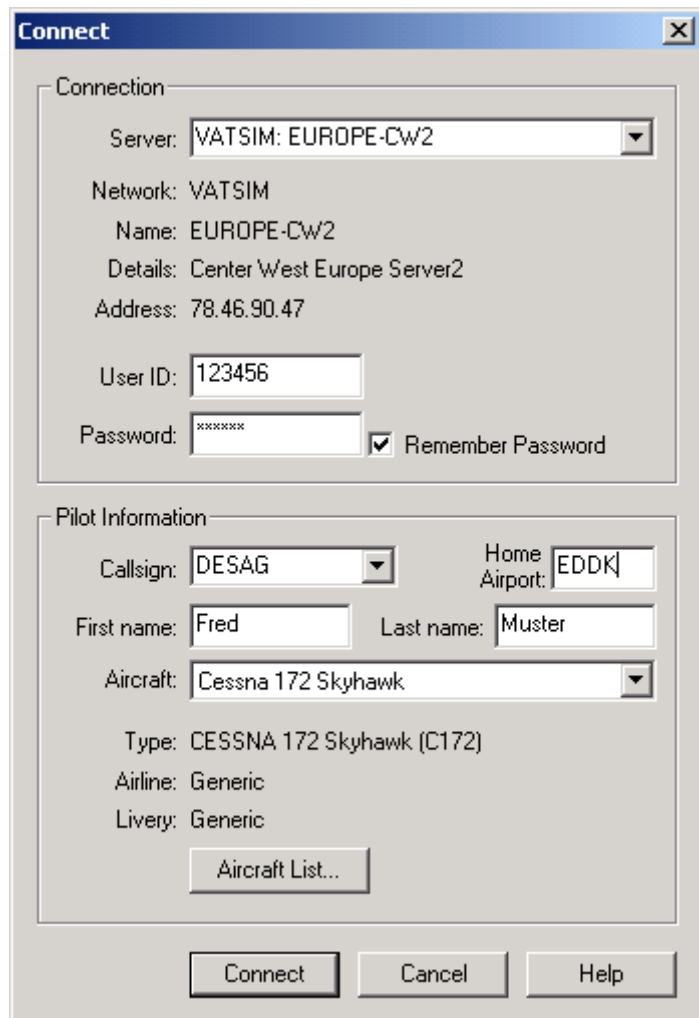 Connect
Connection
Server: VATSIM: EUROPE-CW2
Network: VATSIM
Name: EUROPE-CW2
Details: Center West Europe Server2
Address: 78.46.90.47
User ID: 123456
Password: ******
Remember Password
Pilot Information
Callsign: DESAG Home Airport: EDDK
First name: Fred Last name: Muster
Aircraft: Cessna 172 Skyhawk
Type: CESSNA 172 Skyhawk (C172)
Airline: Generic
Livery: Generic
Aircraft List...
Connect Cancel Help